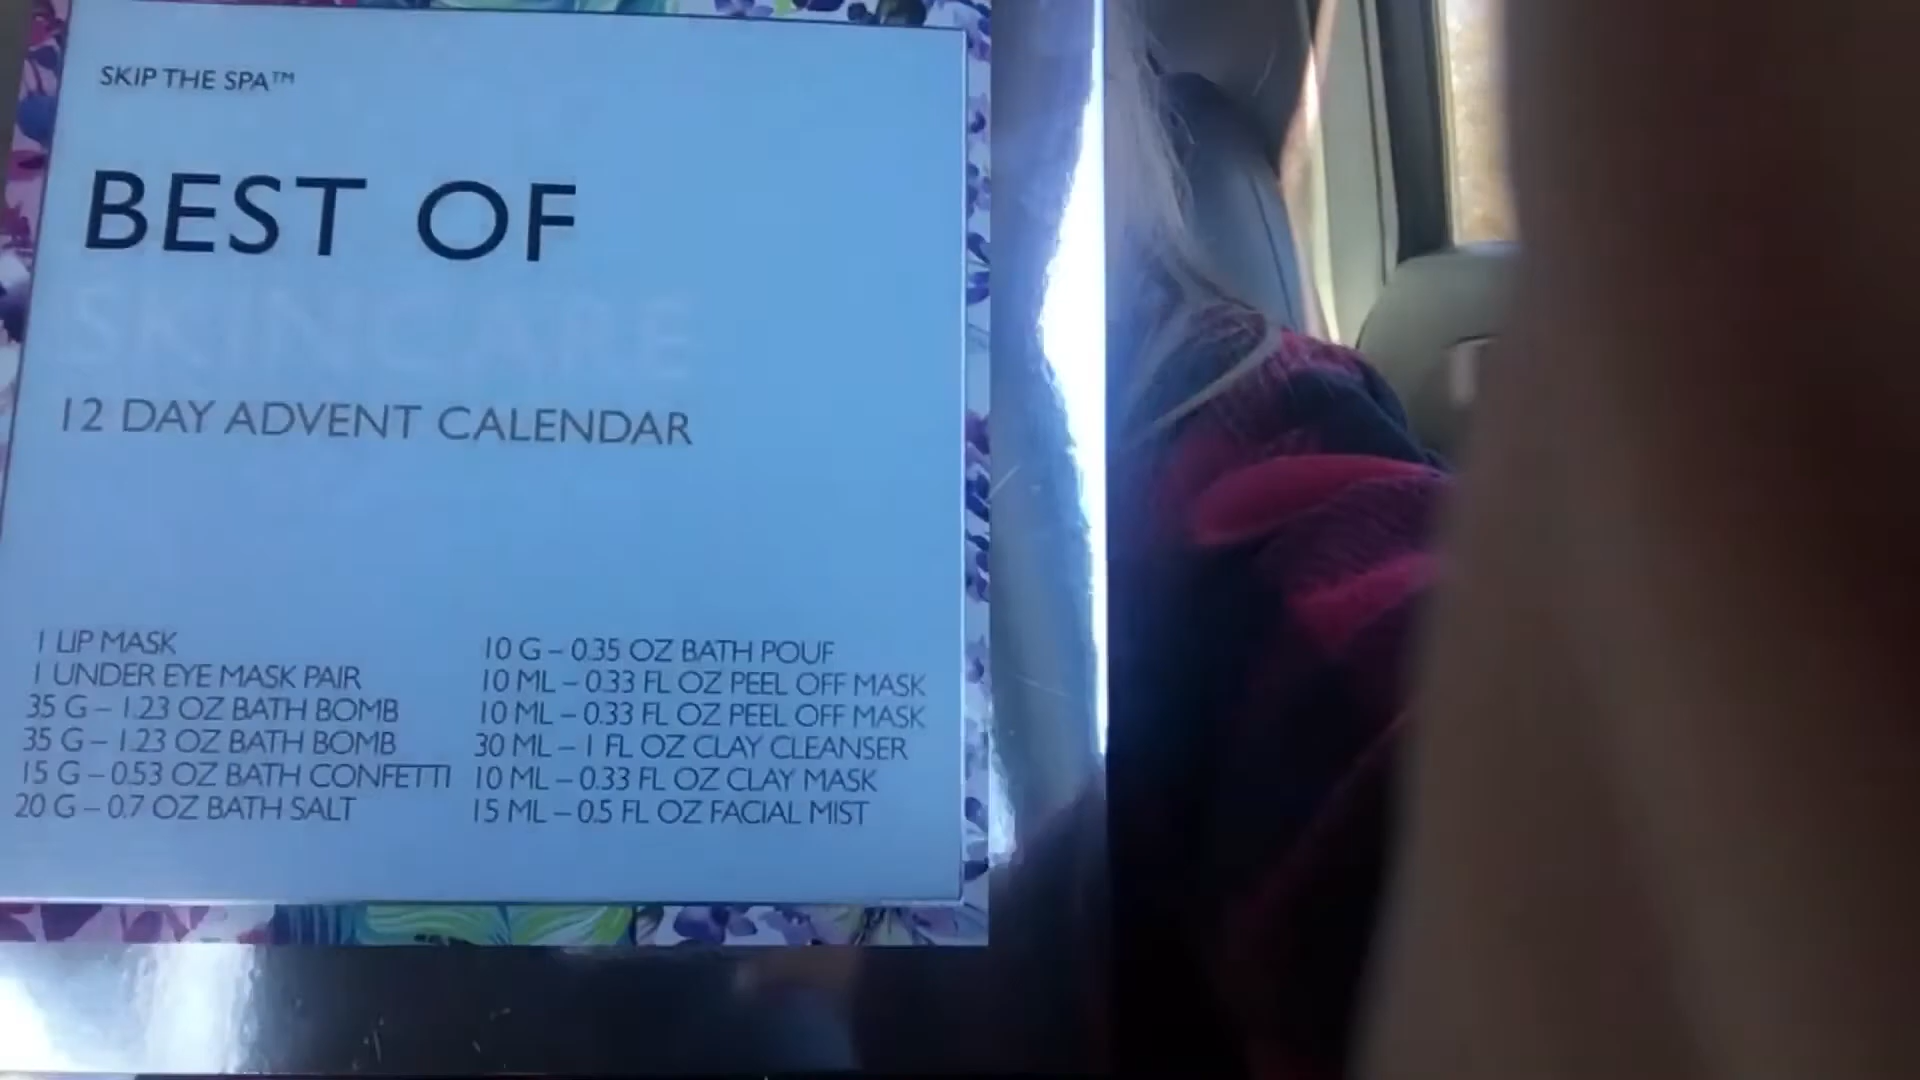 SKIP THE SPA™
BEST OF
SKINCARE
12 DAY ADVENT CALENDAR
1 LIP MASK
1 UNDER EYE MASK PAIR
35 G – 1.23 OZ BATH BOMB
35 G – 1.23 OZ BATH BOMB
15 G – 0.53 OZ BATH CONFETTI
20 G – 0.7 OZ BATH SALT
10 G – 0.35 OZ BATH POUF
10 ML – 0.33 FL OZ PEEL OFF MASK
10 ML – 0.33 FL OZ PEEL OFF MASK
30 ML – 1 FL OZ CLAY CLEANSER
10 ML – 0.33 FL OZ CLAY MASK
15 ML – 0.5 FL OZ FACIAL MIST